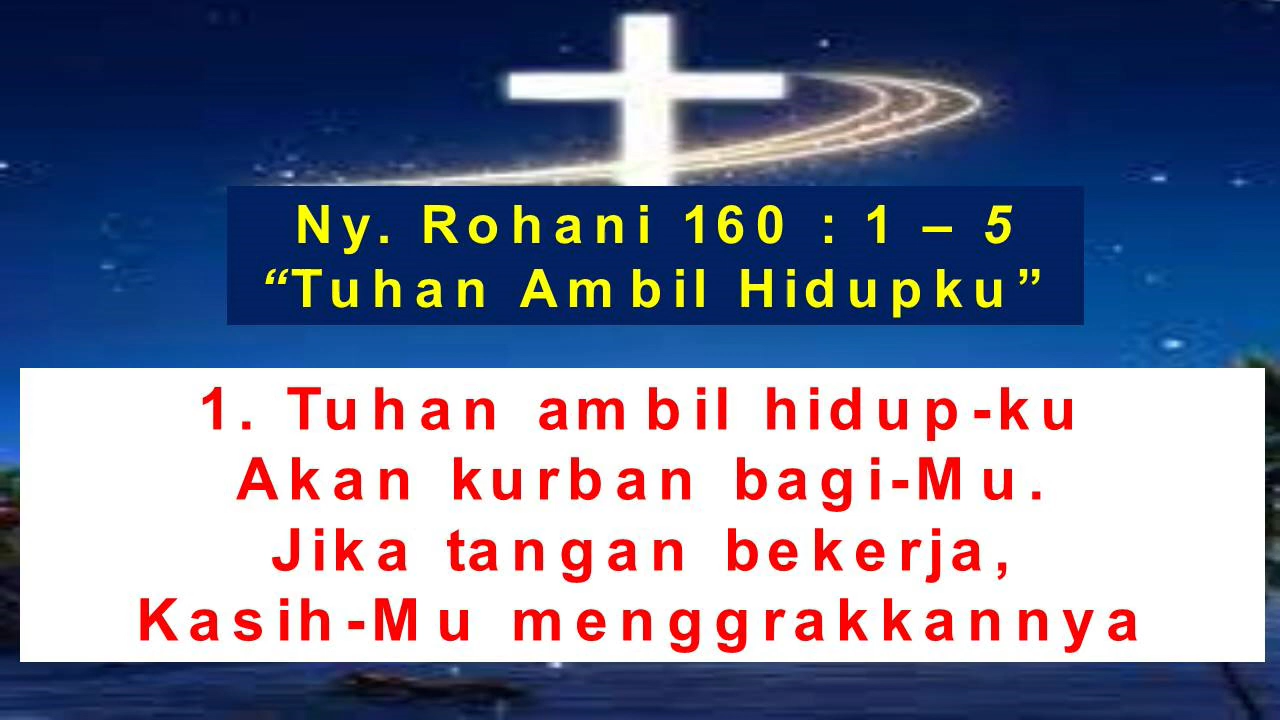 Ny. Rohani 160 : 1 – 5
“Tuhan Ambil Hidupku”
1. Tuhan ambil hidup-ku
Akan kurban bagi-Mu.
Jika tangan bekerja,
Kasih-Mu menggrakkannya